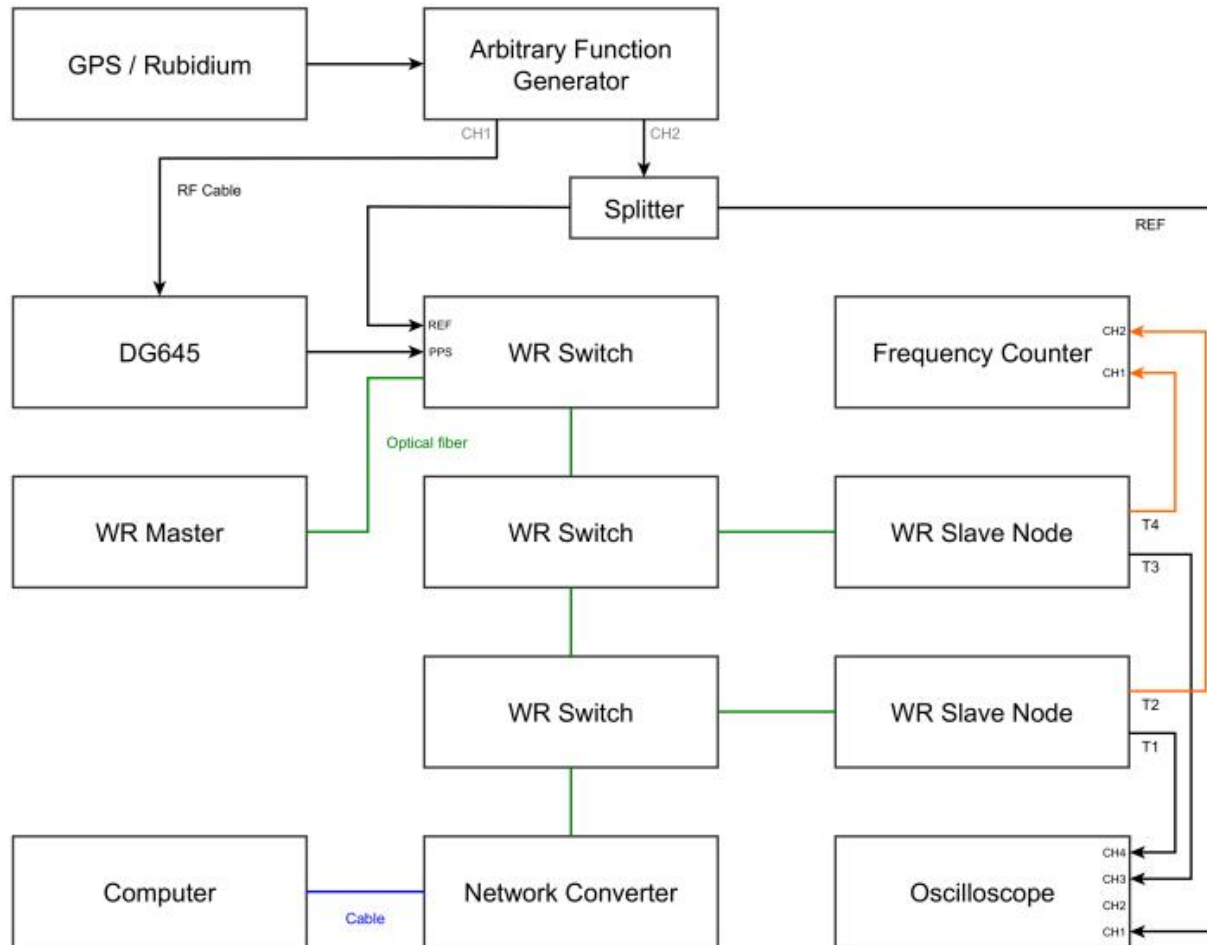 GPS / Rubidium
Arbitrary Function
Generator
CH1
CH2
RF Cable
Splitter
REF
DG645
REF
PPS
WR Switch
Frequency Counter
CH2
CH1
Optical fiber
WR Master
WR Switch
WR Slave Node
T4
T3
WR Switch
WR Slave Node
T2
T1
Computer
Cable
Network Converter
Oscilloscope
CH4
CH3
CH2
CH1